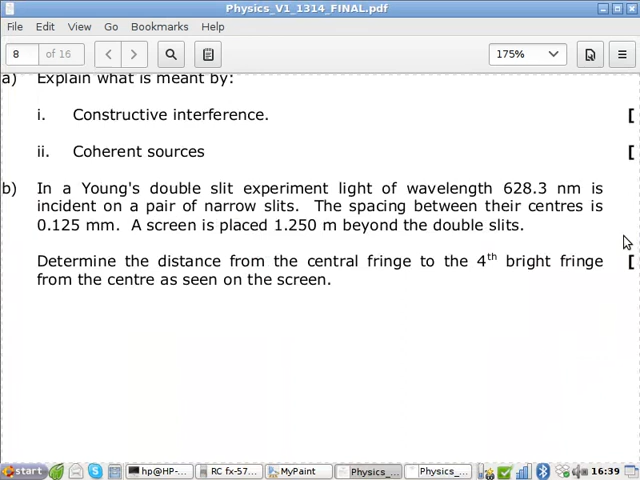 Physics_V1_1314_FINAL.pdf
File Edit View Go Bookmarks Help
8 of 16 175%
a) Explain what is meant by:
i. Constructive interference. [
ii. Coherent sources [
b) In a Young's double slit experiment light of wavelength 628.3 nm is
incident on a pair of narrow slits. The spacing between their centres is
0.125 mm. A screen is placed 1.250 m beyond the double slits.
Determine the distance from the central fringe to the 4th bright fringe [
from the centre as seen on the screen.
start hp@HP-... RC fx-57... MyPaint Physics_... Physics_... 16:39